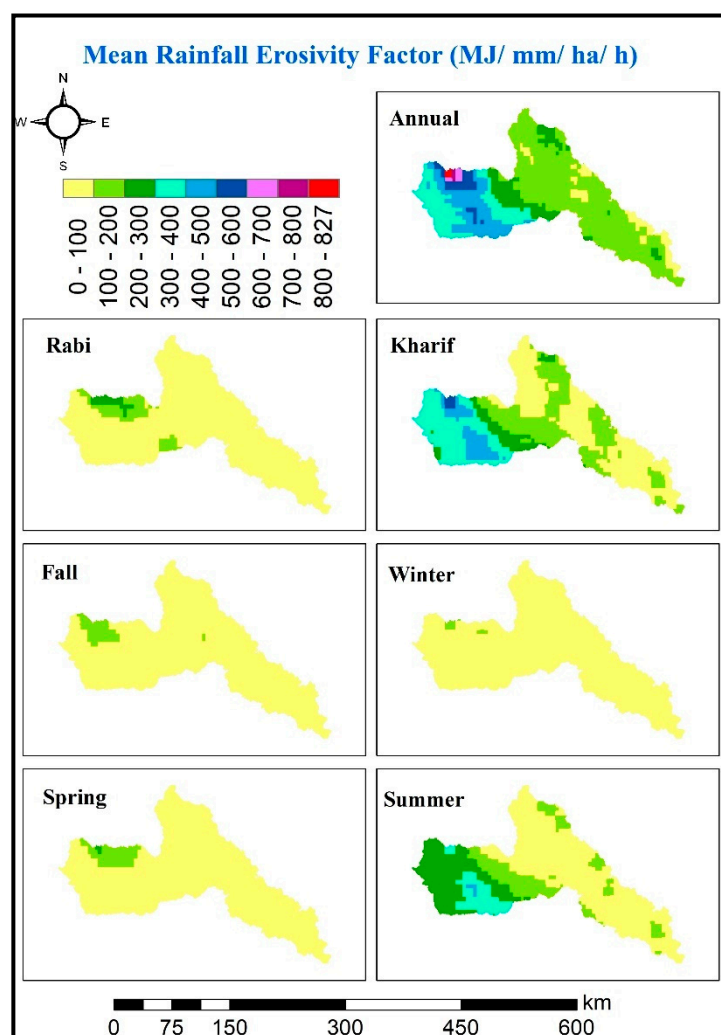 Mean Rainfall Erosivity Factor (MJ/ mm/ ha/ h)
N
W E
S
Annual
0 - 100
100 - 200
200 - 300
300 - 400
400 - 500
500 - 600
600 - 700
700 - 800
800 - 827
Rabi
Kharif
Fall
Winter
Spring
Summer
km
0 75 150 300 450 600